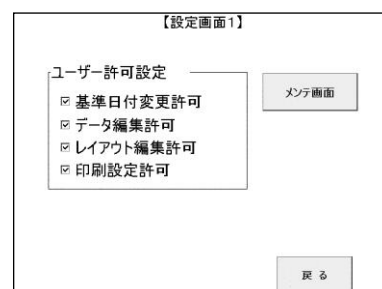 【設定画面1】
ユーザー許可設定
基準日付変更許可
メンテ画面
データ編集許可
レイアウト編集許可
印刷設定許可
戻る